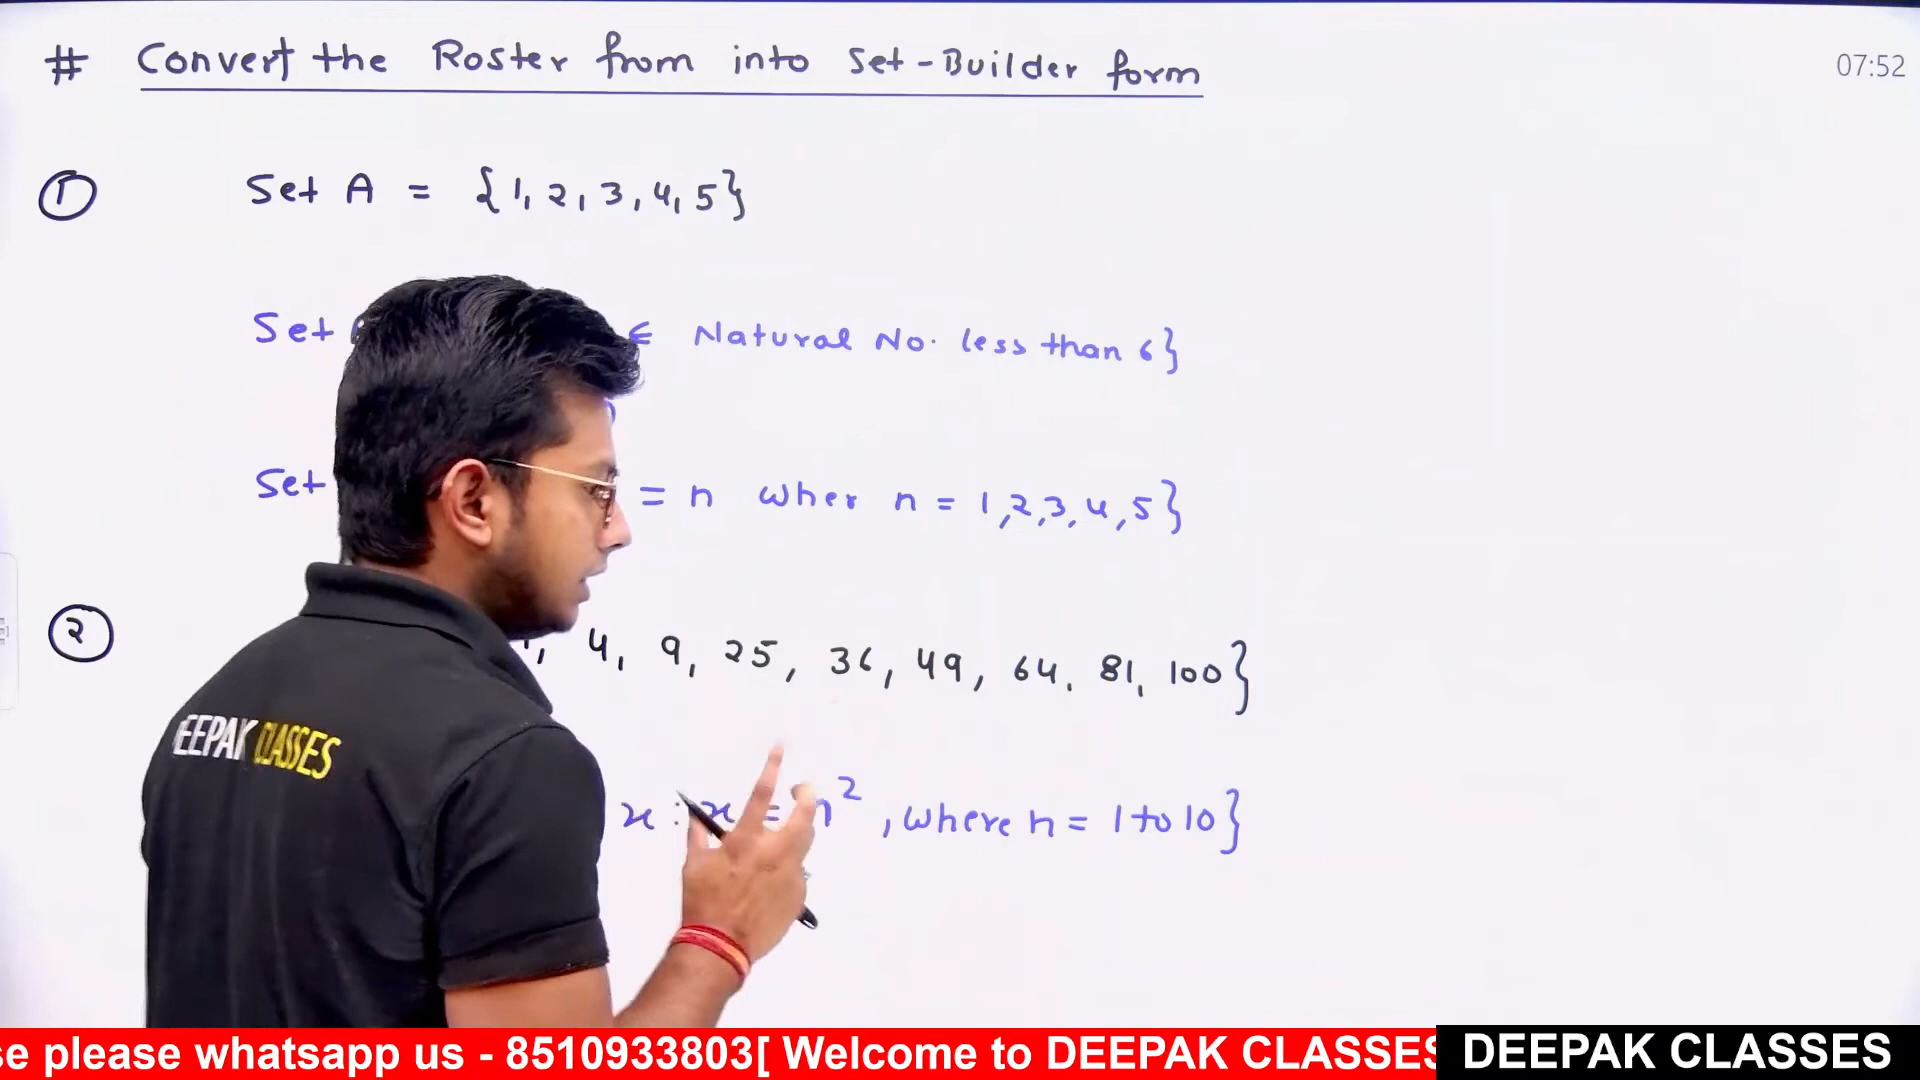 # Convert the Roster from into Set-Builder form
07:52
① Set A = {1, 2, 3, 4, 5}
Set ∈ Natural No. less than 6}
Set = n wher n = 1,2,3,4,5}
② 4, 9, 25, 36, 49, 64, 81, 100}
x : x = n², where n = 1 to 10}
DEEPAK CLASSES
se please whatsapp us - 8510933803[ Welcome to DEEPAK CLASSES
DEEPAK CLASSES